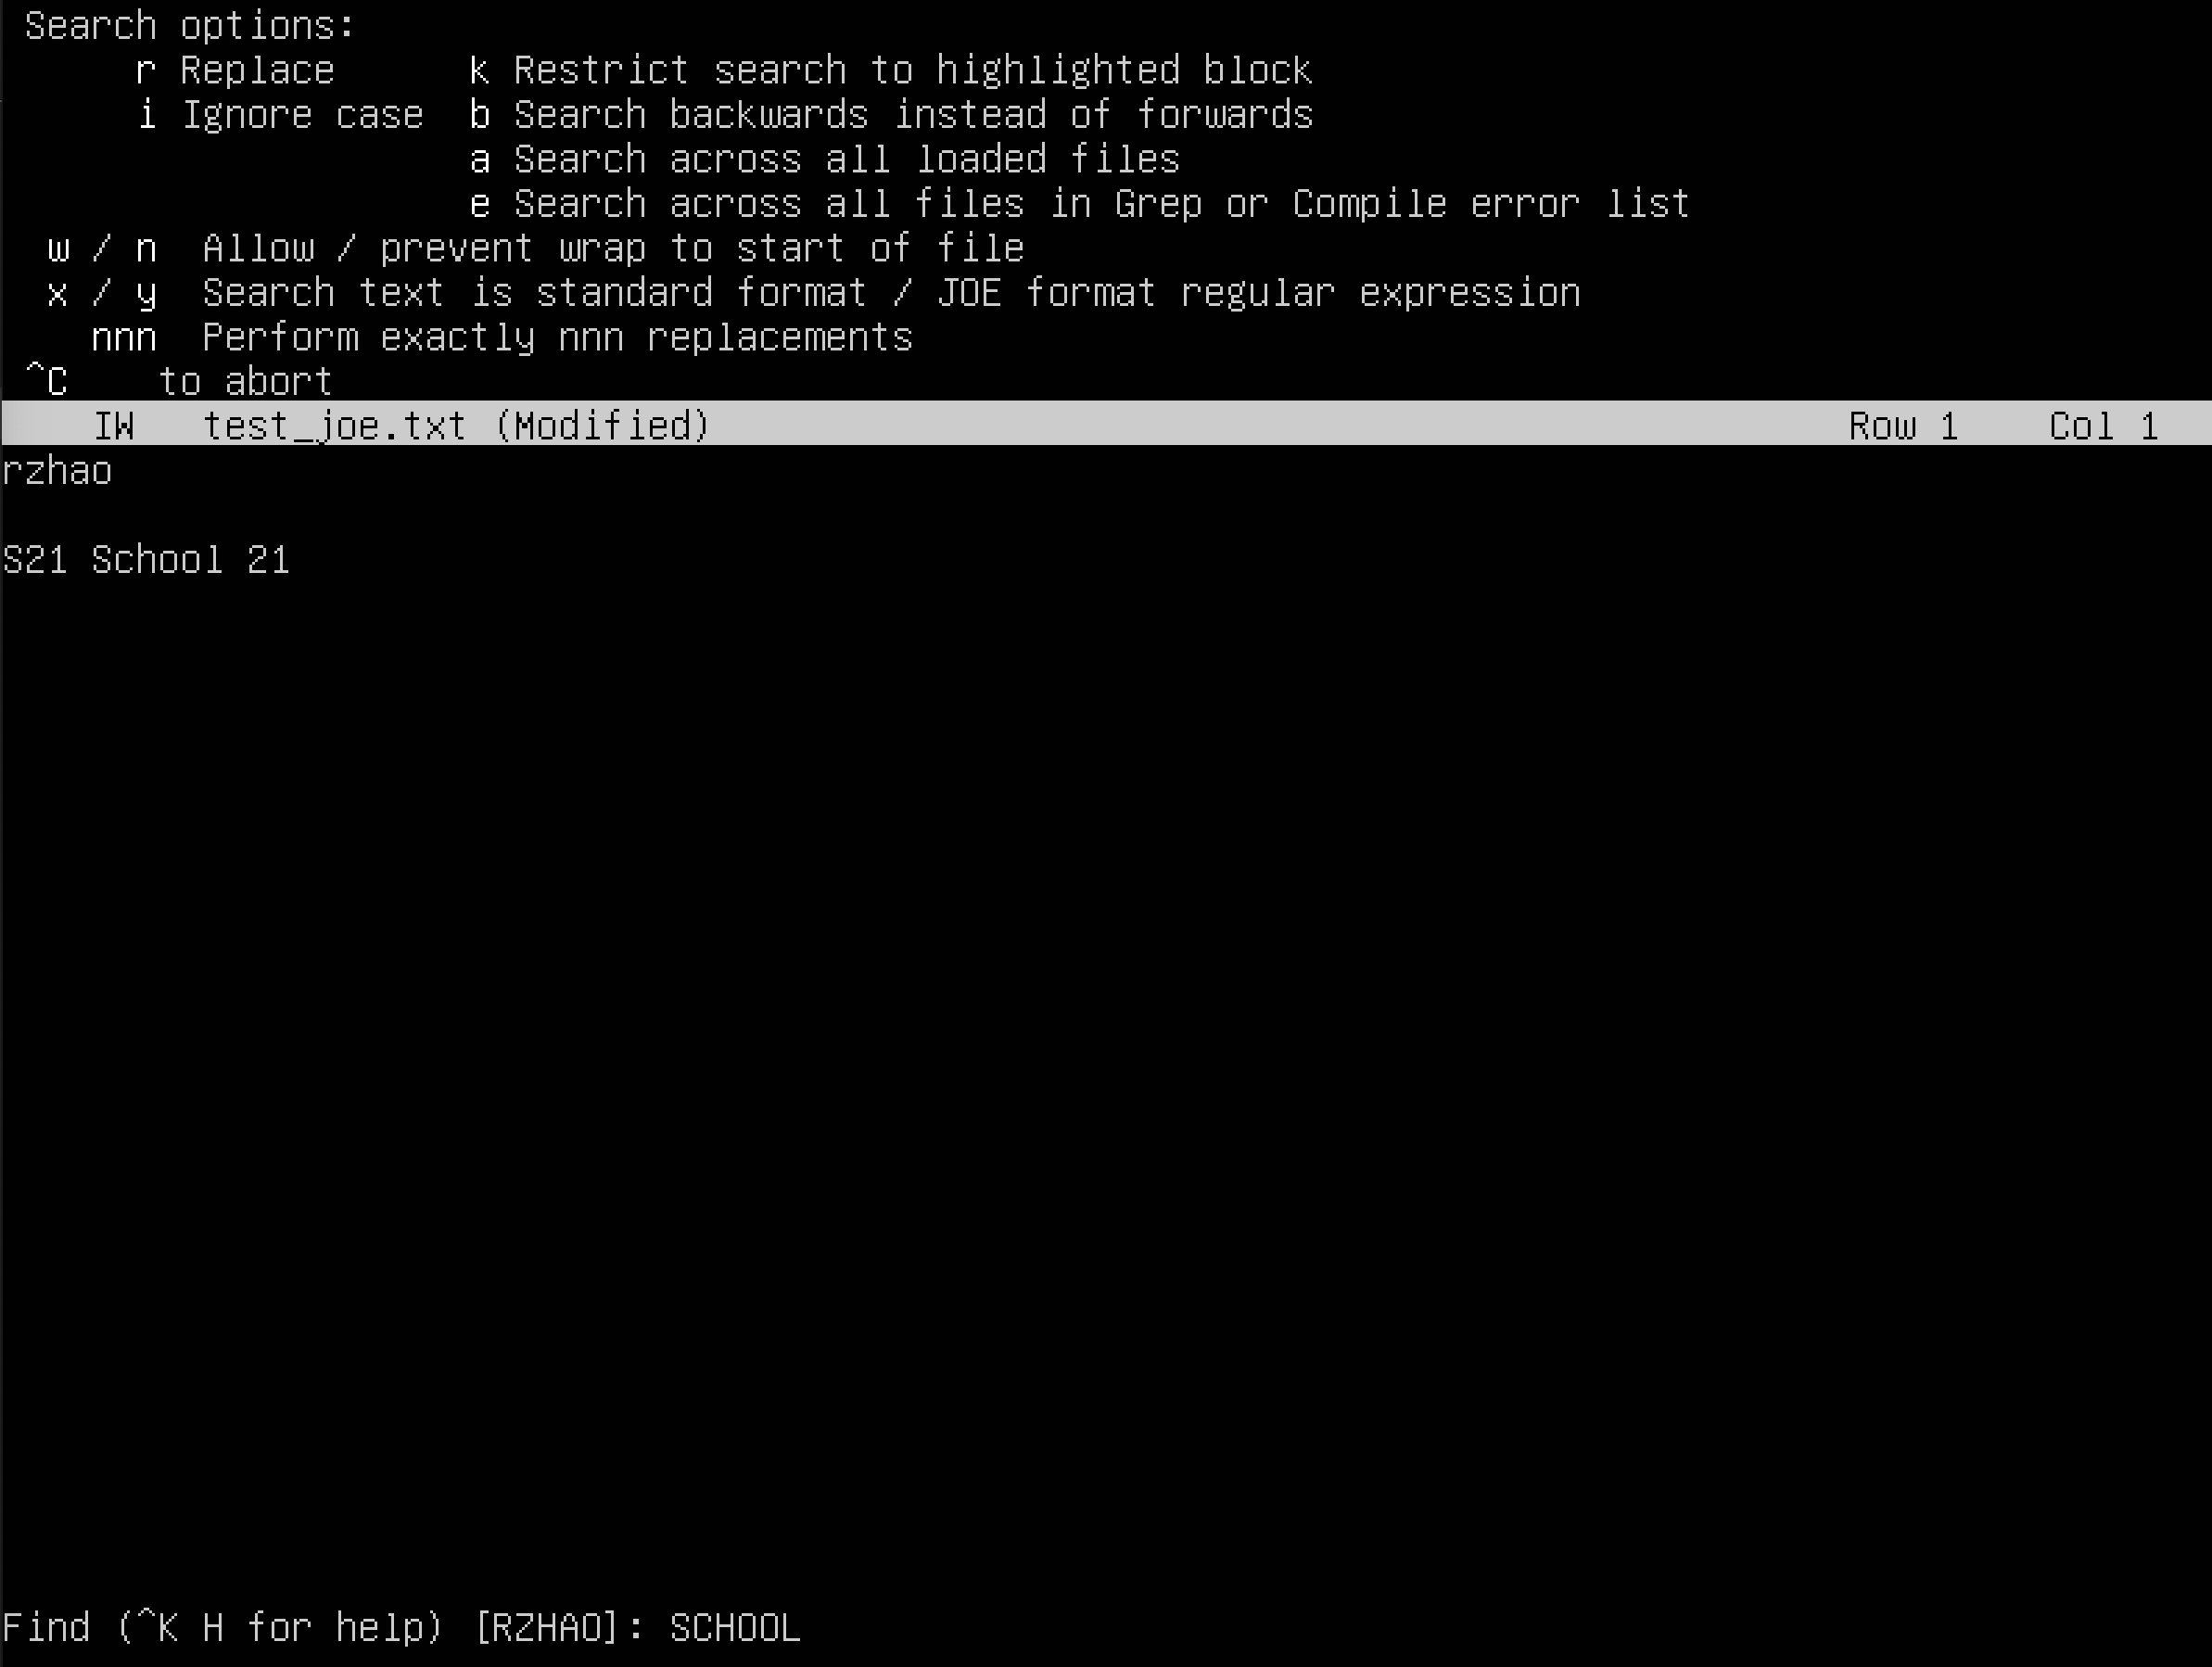 Search options:
r Replace k Restrict search to highlighted block
i Ignore case b Search backwards instead of forwards
a Search across all loaded files
e Search across all files in Grep or Compile error list
w / n Allow / prevent wrap to start of file
x / y Search text is standard format / JOE format regular expression
nnn Perform exactly nnn replacements
^C to abort
IW test_joe.txt (Modified) Row 1 Col 1
rzhao
S21 School 21
Find (^K H for help) [RZHAO]: SCHOOL